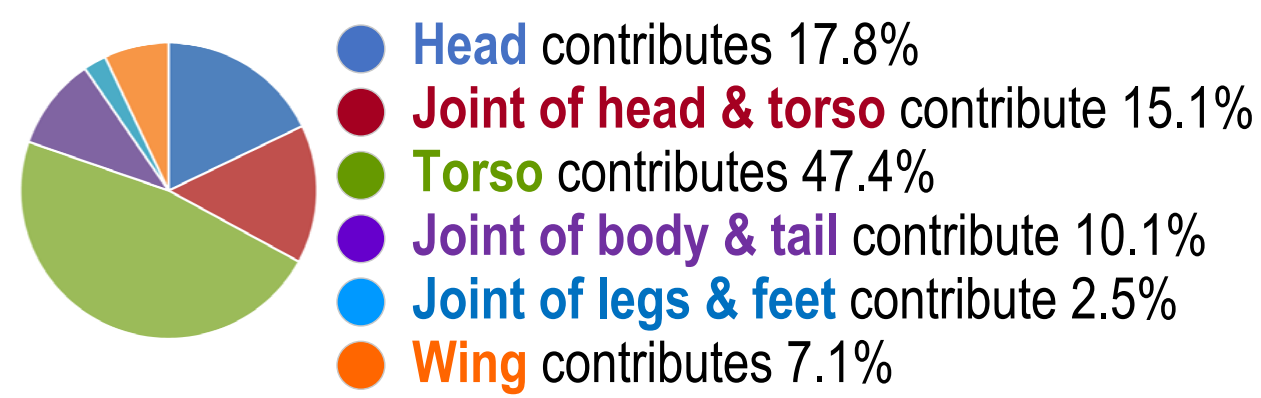 Head contributes 17.8%
Joint of head & torso contribute 15.1%
Torso contributes 47.4%
Joint of body & tail contribute 10.1%
Joint of legs & feet contribute 2.5%
Wing contributes 7.1%